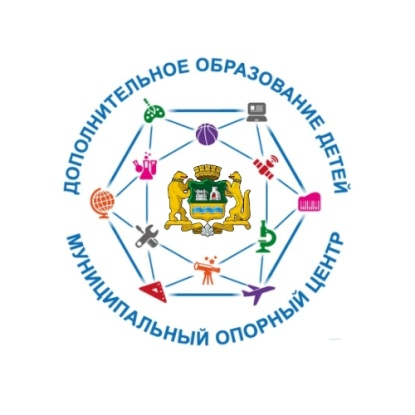 ДОПОЛНИТЕЛЬНОЕ ОБРАЗОВАНИЕ ДЕТЕЙ
МУНИЦИПАЛЬНЫЙ ОПОРНЫЙ ЦЕНТР